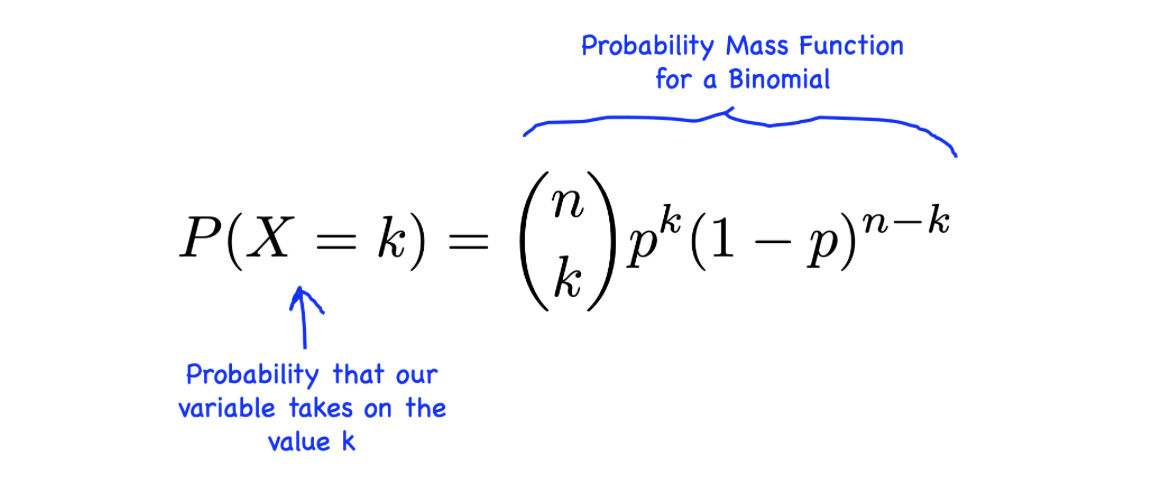 Probability Mass Function
for a Binomial
P(X = k) = \binom{n}{k} p^k (1 − p)^{n−k}
Probability that our
variable takes on the
value k